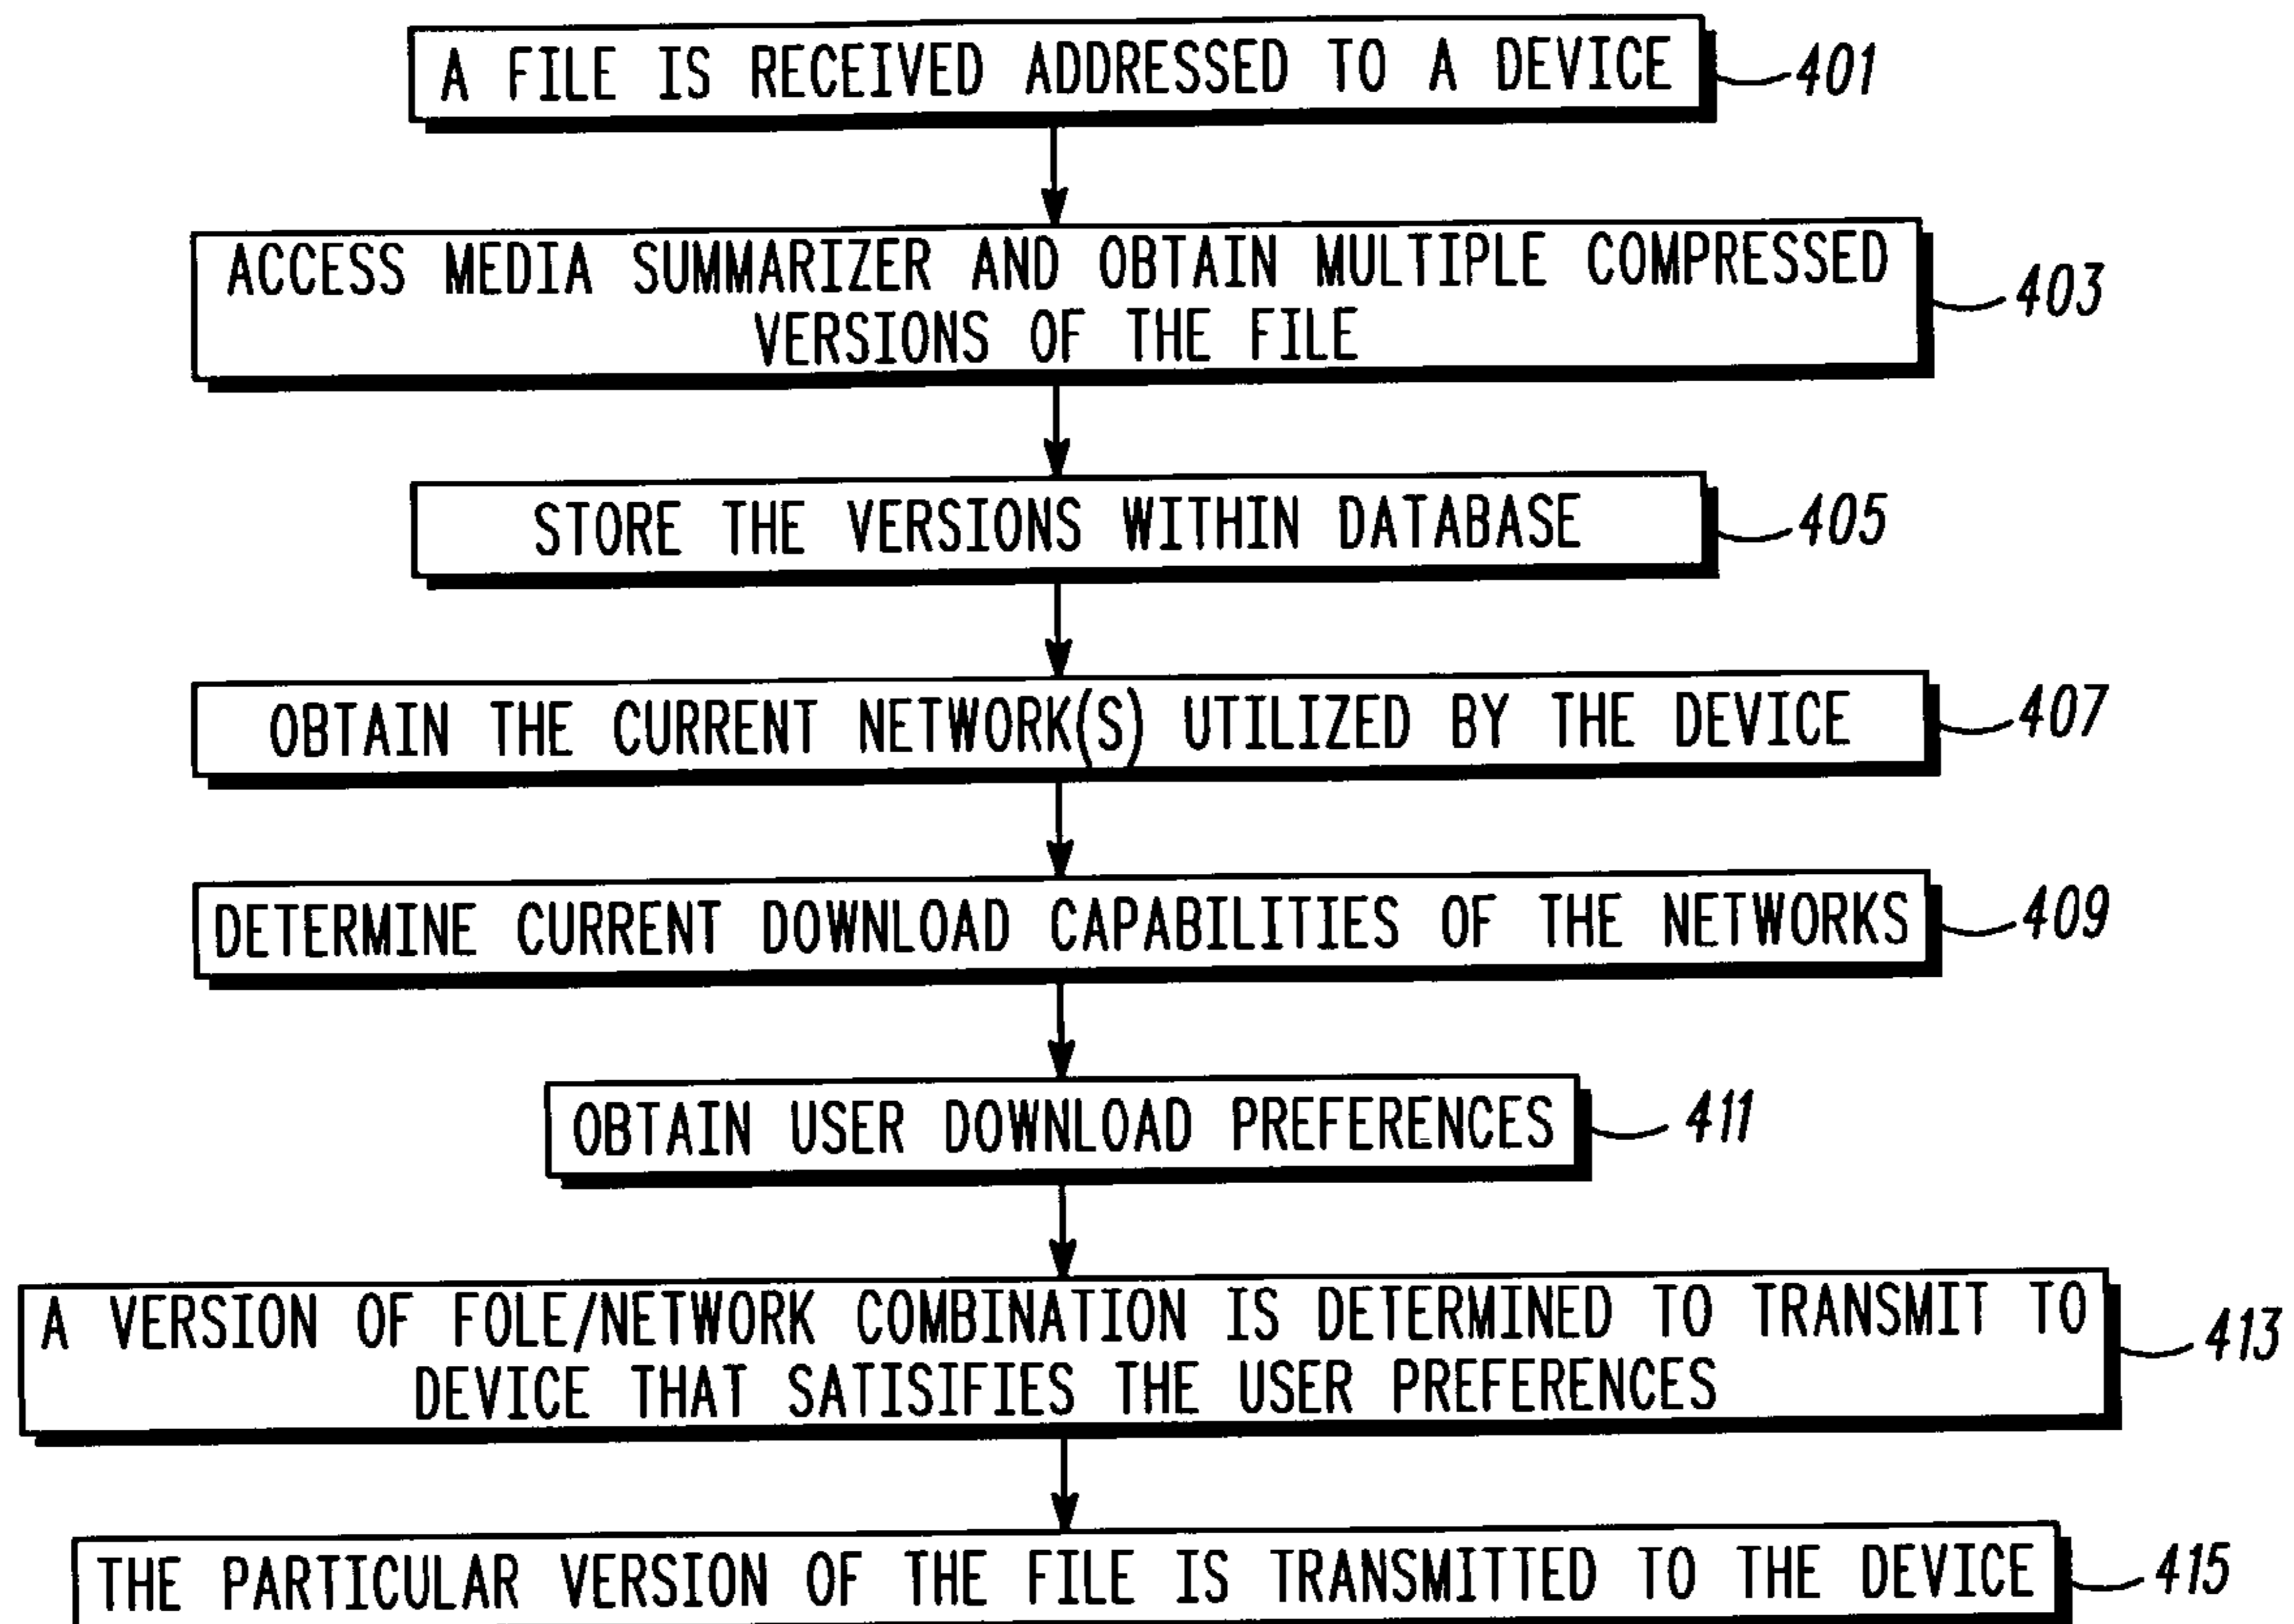 A FILE IS RECEIVED ADDRESSED TO A DEVICE 401
ACCESS MEDIA SUMMARIZER AND OBTAIN MULTIPLE COMPRESSED
VERSIONS OF THE FILE 403
STORE THE VERSIONS WITHIN DATABASE 405
OBTAIN THE CURRENT NETWORK(S) UTILIZED BY THE DEVICE 407
DETERMINE CURRENT DOWNLOAD CAPABILITIES OF THE NETWORKS 409
OBTAIN USER DOWNLOAD PREFERENCES 411
A VERSION OF FOLE/NETWORK COMBINATION IS DETERMINED TO TRANSMIT TO
DEVICE THAT SATISIFIES THE USER PREFERENCES 413
THE PARTICULAR VERSION OF THE FILE IS TRANSMITTED TO THE DEVICE 415